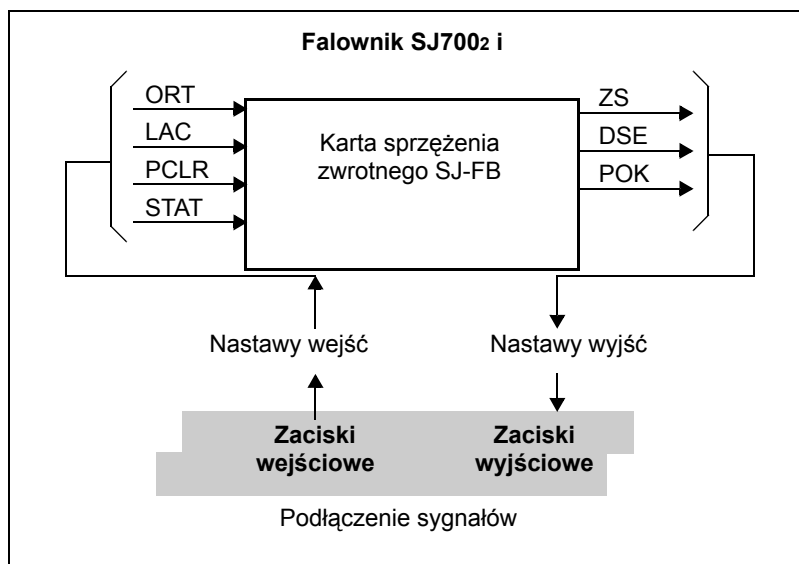 Falownik SJ7002 i
ORT
LAC
PCLR
STAT
Karta sprzężenia
zwrotnego SJ-FB
ZS
DSE
POK
Nastawy wejść
Nastawy wyjść
Zaciski
wejściowe
Zaciski
wyjściowe
Podłączenie sygnałów